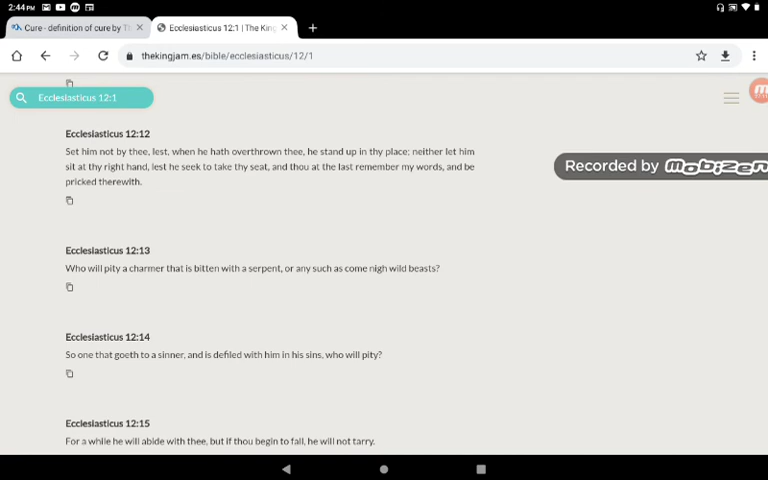 2:44 PM
Cure - definition of cure by Th
Ecclesiasticus 12:1 | The King
thekingjam.es/bible/ecclesiasticus/12/1
Ecclesiasticus 12:1
Recorded by mobizen
Ecclesiasticus 12:12
Set him not by thee, lest, when he hath overthrown thee, he stand up in thy place; neither let him
sit at thy right hand, lest he seek to take thy seat, and thou at the last remember my words, and be
pricked therewith.
Ecclesiasticus 12:13
Who will pity a charmer that is bitten with a serpent, or any such as come nigh wild beasts?
Ecclesiasticus 12:14
So one that goeth to a sinner, and is defiled with him in his sins, who will pity?
Ecclesiasticus 12:15
For a while he will abide with thee, but if thou begin to fall, he will not tarry.